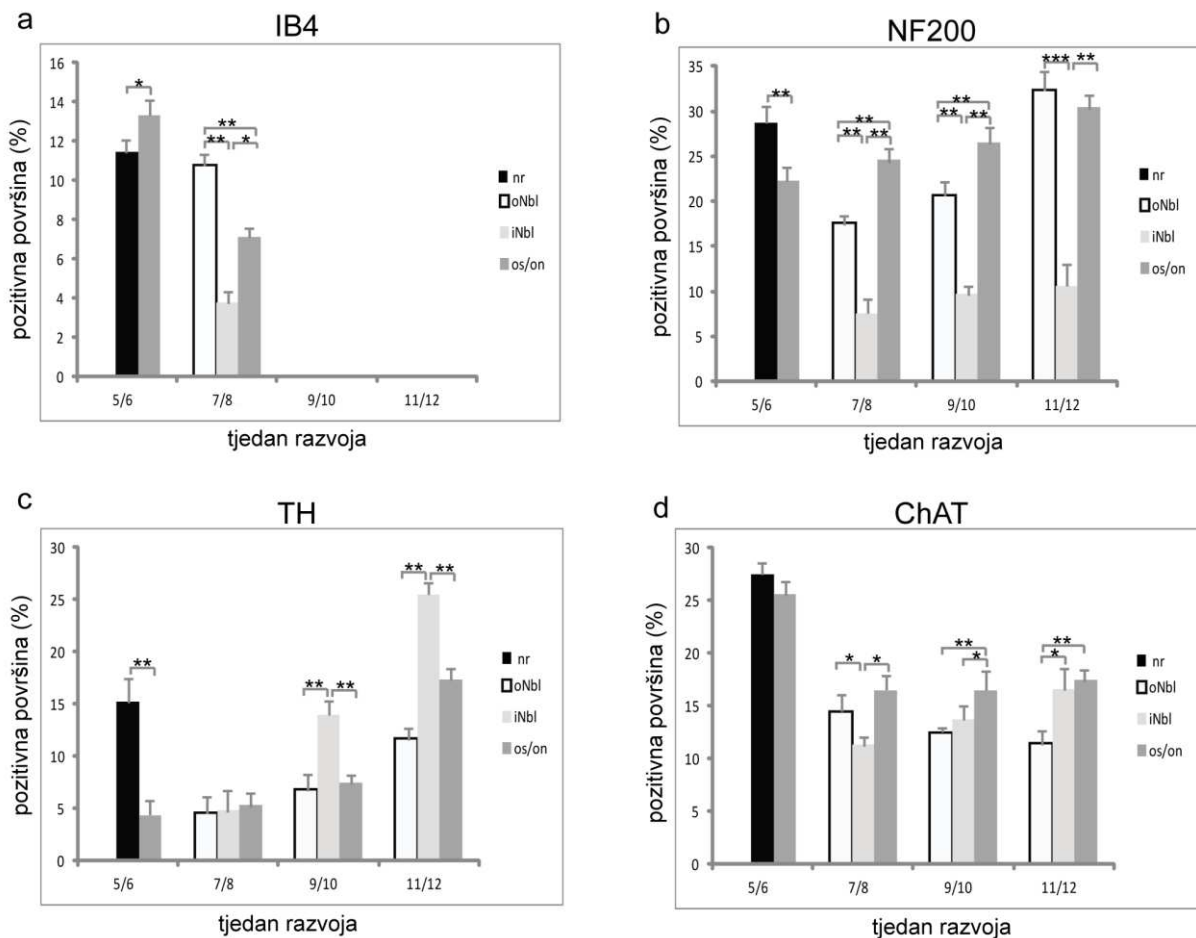 a
IB4
pozitivna površina (%)
16
14
12
10
8
6
4
2
0
*
**
**
*
nr
oNbl
iNbl
os/on
5/6
7/8
9/10
11/12
tjedan razvoja
b
NF200
pozitivna površina (%)
35
30
25
20
15
10
5
0
**
**
**
**
**
**
**
***
**
nr
oNbl
iNbl
os/on
5/6
7/8
9/10
11/12
tjedan razvoja
c
TH
pozitivna površina (%)
30
25
20
15
10
5
0
**
**
**
**
**
nr
oNbl
iNbl
os/on
5/6
7/8
9/10
11/12
tjedan razvoja
d
ChAT
pozitivna površina (%)
30
25
20
15
10
5
0
*
*
**
*
**
*
nr
oNbl
iNbl
os/on
5/6
7/8
9/10
11/12
tjedan razvoja